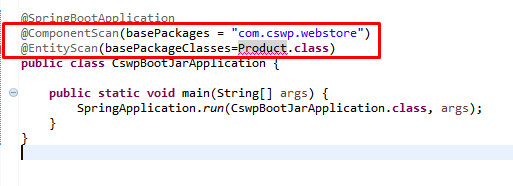 @SpringBootApplication
@ComponentScan(basePackages = "com.cswp.webstore")
@EntityScan(basePackageClasses=Product.class)
public class CswpBootJarApplication {
public static void main(String[] args) {
SpringApplication.run(CswpBootJarApplication.class, args);
}
}